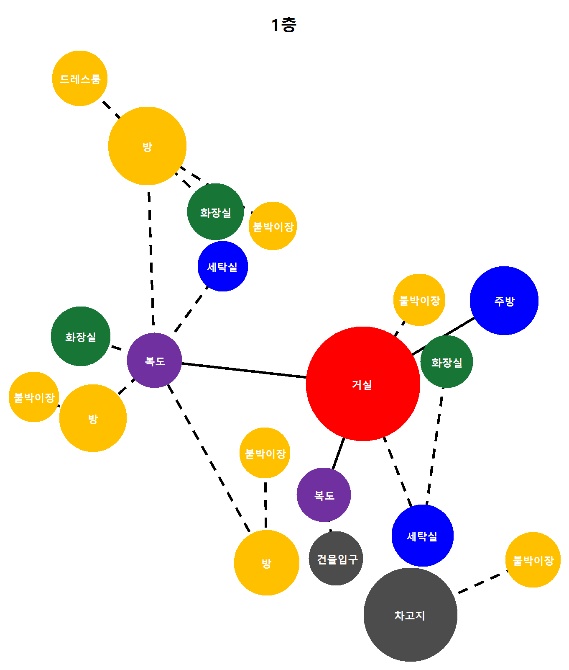 1층
드레스룸
방
화장실
붙박이장
세탁실
붙박이장
주방
화장실
복도
화장실
거실
붙박이장
방
붙박이장
복도
세탁실
방
건물입구
붙박이장
차고지